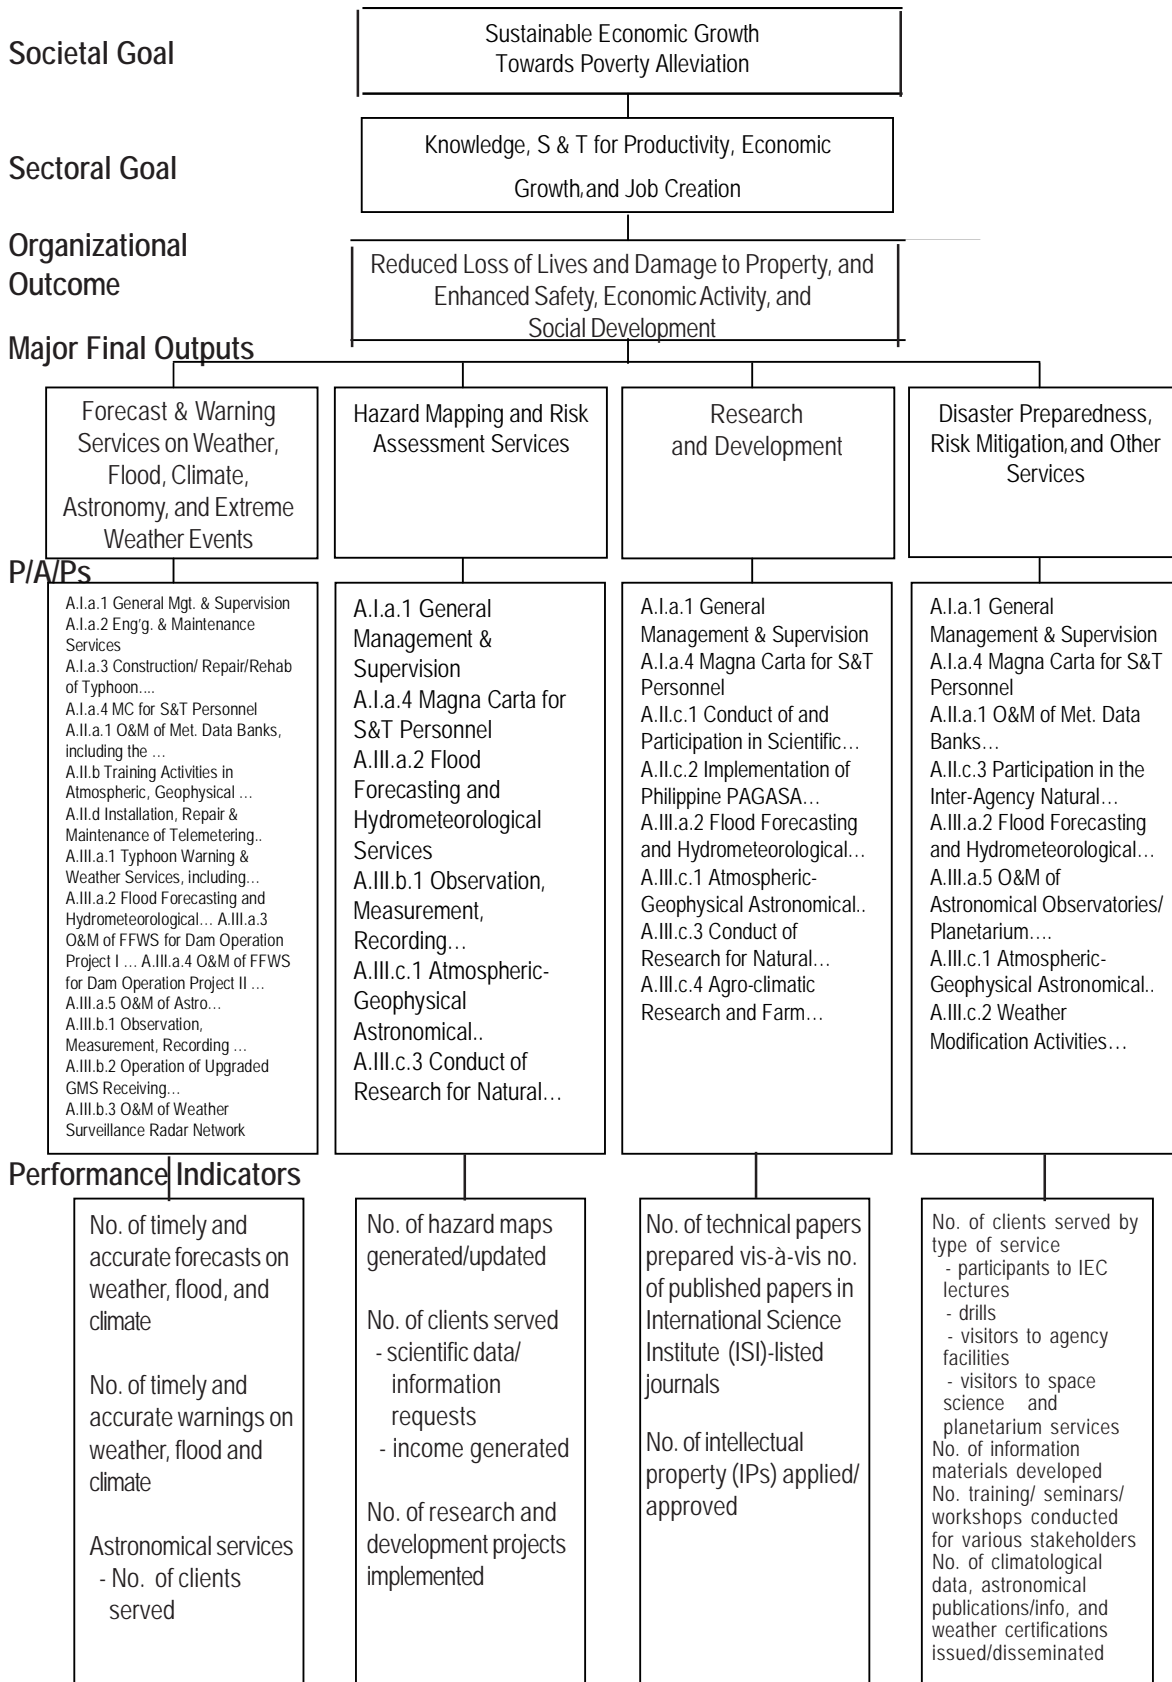 Societal Goal
Sustainable Economic Growth
Towards Poverty Alleviation
Sectoral Goal
Knowledge, S & T for Productivity, Economic
Growth, and Job Creation
Organizational
Outcome
Reduced Loss of Lives and Damage to Property, and
Enhanced Safety, Economic Activity, and
Social Development
Major Final Outputs
Forecast & Warning
Services on Weather,
Flood, Climate,
Astronomy, and Extreme
Weather Events
Hazard Mapping and Risk
Assessment Services
Research
and Development
Disaster Preparedness,
Risk Mitigation, and Other
Services
P/A/Ps
A.I.a.1 General Mgt. & Supervision
A.I.a.2 Eng'g. & Maintenance
Services
A.I.a.3 Construction/ Repair/Rehab
of Typhoon....
A.I.a.4 MC for S&T Personnel
A.II.a.1 O&M of Met. Data Banks,
including the …
A.II.b Training Activities in
Atmospheric, Geophysical …
A.II.d Installation, Repair &
Maintenance of Telemetering..
A.III.a.1 Typhoon Warning &
Weather Services, including…
A.III.a.2 Flood Forecasting and
Hydrometeorological… A.III.a.3
O&M of FFWS for Dam Operation
Project I … A.III.a.4 O&M of FFWS
for Dam Operation Project II …
A.III.a.5 O&M of Astro…
A.III.b.1 Observation,
Measurement, Recording …
A.III.b.2 Operation of Upgraded
GMS Receiving…
A.III.b.3 O&M of Weather
Surveillance Radar Network
A.I.a.1 General
Management &
Supervision
A.I.a.4 Magna Carta for
S&T Personnel
A.III.a.2 Flood
Forecasting and
Hydrometeorological
Services
A.III.b.1 Observation,
Measurement,
Recording…
A.III.c.1 Atmospheric-
Geophysical
Astronomical..
A.III.c.3 Conduct of
Research for Natural…
A.I.a.1 General
Management & Supervision
A.I.a.4 Magna Carta for S&T
Personnel
A.II.c.1 Conduct of and
Participation in Scientific…
A.II.c.2 Implementation of
Philippine PAGASA…
A.III.a.2 Flood Forecasting
and Hydrometeorological…
A.III.c.1 Atmospheric-
Geophysical Astronomical..
A.III.c.3 Conduct of
Research for Natural…
A.III.c.4 Agro-climatic
Research and Farm…
A.I.a.1 General
Management & Supervision
A.I.a.4 Magna Carta for S&T
Personnel
A.II.a.1 O&M of Met. Data
Banks…
A.II.c.3 Participation in the
Inter-Agency Natural…
A.III.a.2 Flood Forecasting
and Hydrometeorological…
A.III.a.5 O&M of
Astronomical Observatories/
Planetarium….
A.III.c.1 Atmospheric-
Geophysical Astronomical..
A.III.c.2 Weather
Modification Activities…
Performance Indicators
No. of timely and
accurate forecasts on
weather, flood, and
climate
No. of timely and
accurate warnings on
weather, flood and
climate
Astronomical services
- No. of clients
served
No. of hazard maps
generated/updated
No. of clients served
- scientific data/
information
requests
- income generated
No. of research and
development projects
implemented
No. of technical papers
prepared vis-à-vis no.
of published papers in
International Science
Institute (ISI)-listed
journals
No. of intellectual
property (IPs) applied/
approved
No. of clients served by
type of service
- participants to IEC
lectures
- drills
- visitors to agency
facilities
- visitors to space
science and
planetarium services
No. of information
materials developed
No. training/ seminars/
workshops conducted
for various stakeholders
No. of climatological
data, astronomical
publications/info, and
weather certifications
issued/disseminated